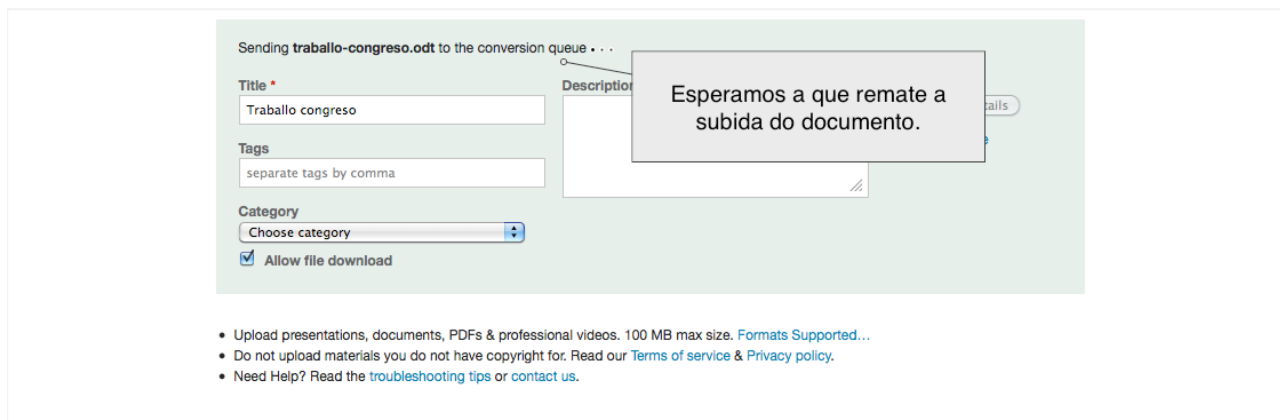 Sending traballo-congreso.odt to the conversion queue • · ·
Title *
Traballo congreso
Tags
separate tags by comma
Category
Choose category
Allow file download
Esperamos a que remate a
subida do documento.
• Upload presentations, documents, PDFs & professional videos. 100 MB max size. Formats Supported...
• Do not upload materials you do not have copyright for. Read our Terms of service & Privacy policy.
• Need Help? Read the troubleshooting tips or contact us.